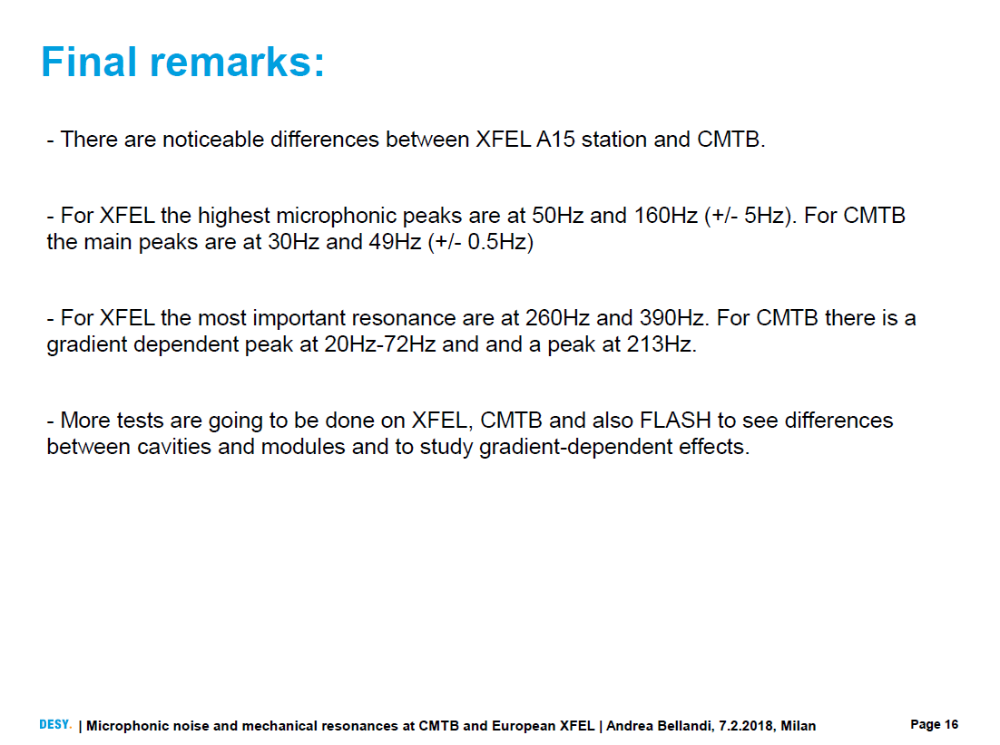 Final remarks:
- There are noticeable differences between XFEL A15 station and CMTB.
- For XFEL the highest microphonic peaks are at 50Hz and 160Hz (+/- 5Hz). For CMTB
the main peaks are at 30Hz and 49Hz (+/- 0.5Hz)
- For XFEL the most important resonance are at 260Hz and 390Hz. For CMTB there is a
gradient dependent peak at 20Hz-72Hz and and a peak at 213Hz.
- More tests are going to be done on XFEL, CMTB and also FLASH to see differences
between cavities and modules and to study gradient-dependent effects.
DESY. | Microphonic noise and mechanical resonances at CMTB and European XFEL | Andrea Bellandi, 7.2.2018, Milan Page 16